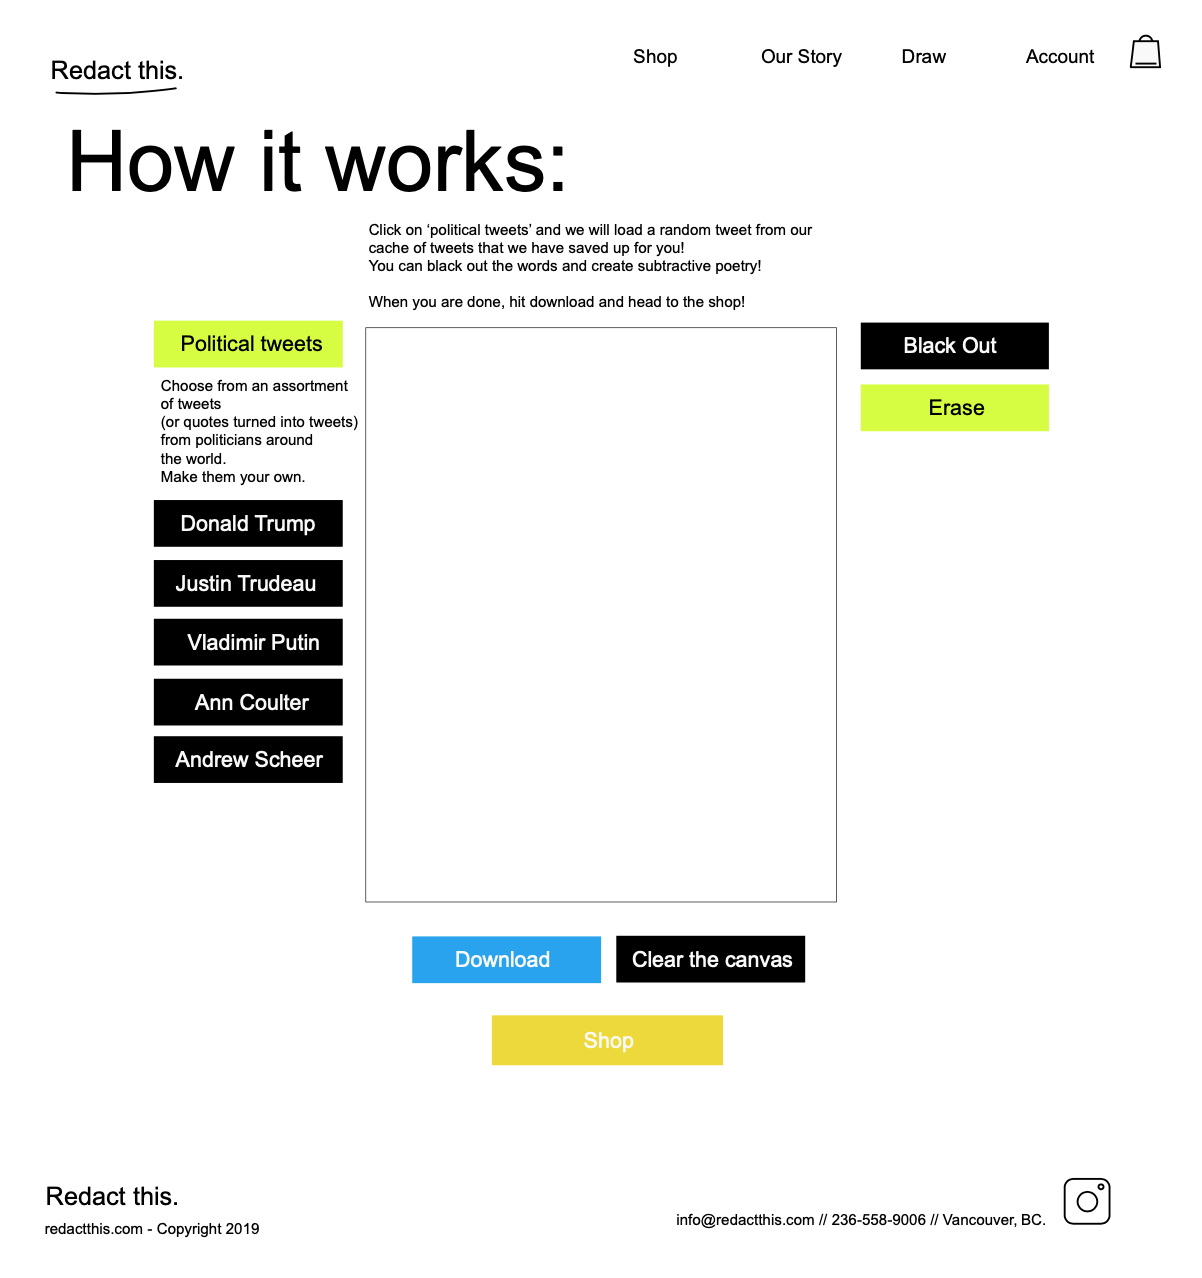 Redact this.
Shop
Our Story
Draw
Account
How it works:
Click on ‘political tweets’ and we will load a random tweet from our
cache of tweets that we have saved up for you!
You can black out the words and create subtractive poetry!
When you are done, hit download and head to the shop!
Political tweets
Choose from an assortment
of tweets
(or quotes turned into tweets)
from politicians around
the world.
Make them your own.
Donald Trump
Justin Trudeau
Vladimir Putin
Ann Coulter
Andrew Scheer
Black Out
Erase
Download
Clear the canvas
Shop
Redact this.
redactthis.com - Copyright 2019
info@redactthis.com // 236-558-9006 // Vancouver, BC.